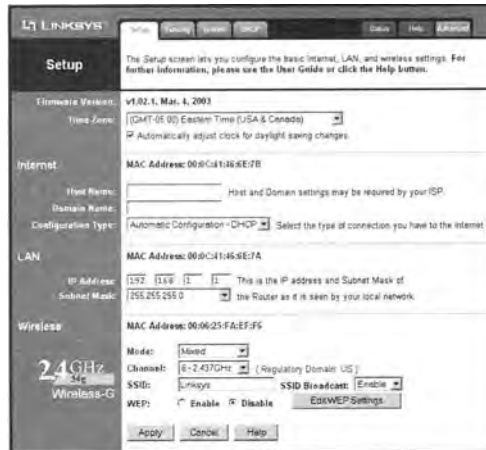 LINKSYS
Setup DHCP Status Help Advanced
Setup
The Setup screen lets you configure the basic Internet, LAN, and wireless settings. For
further information, please see the User Guide or click the Help button.
Firmware Version: v1.02.1, Mar. 4, 2003
Time Zone: (GMT-05:00) Eastern Time (USA & Canada)
Automatically adjust clock for daylight saving changes.
Internet MAC Address: 00:0C:41:46:6E:7B
Host Name: Host and Domain settings may be required by your ISP.
Domain Name:
Configuration Type: Automatic Configuration - DHCP Select the type of connection you have to the internet
LAN MAC Address: 00:0C:41:46:6E:7A
IP Address: 192 168 1 1 This is the IP address and Subnet Mask of
Subnet Mask: 255.255.255.0 the Router as it is seen by your local network.
Wireless MAC Address: 00:06:25:FA:EF:F6
Mode: Mixed
Channel: 6 - 2.437GHz ( Regulatory Domain: US )
SSID: Linksys SSID Broadcast: Enable
WEP: Enable Disable Edit WEP Settings
2.4GHz
54g
Wireless-G
Apply Cancel Help